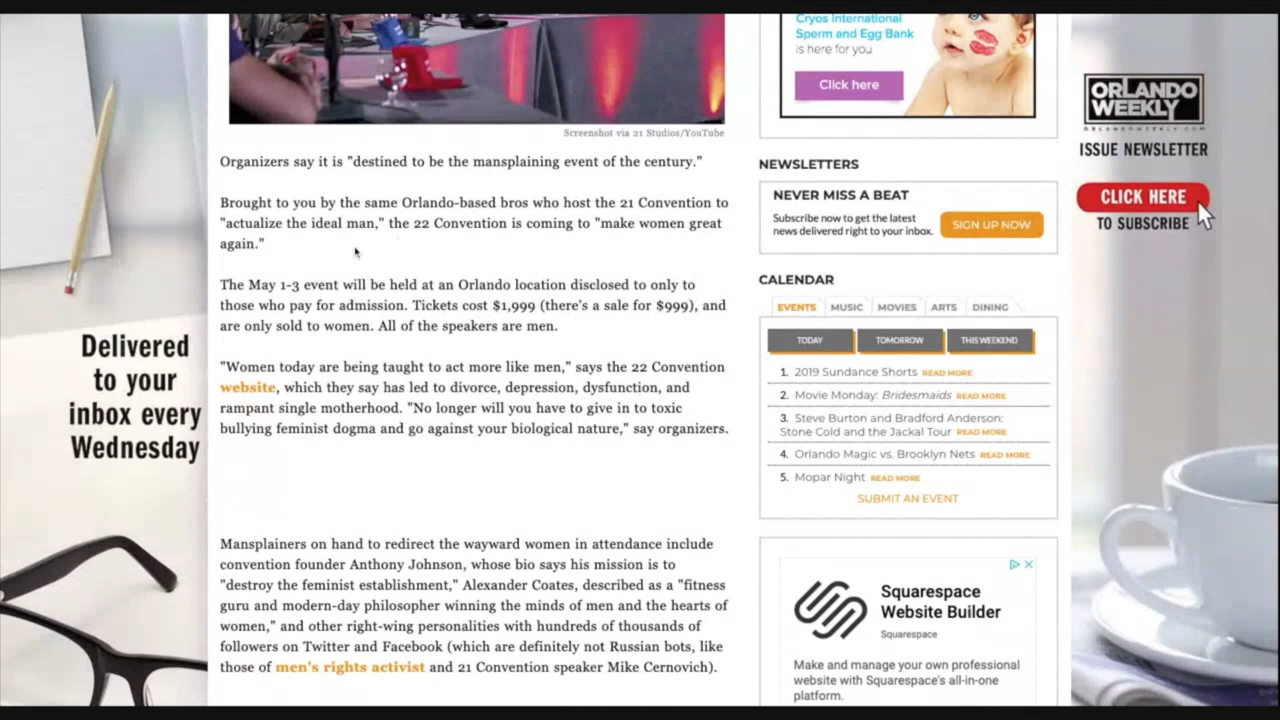 Screenshot via 21 Studios/YouTube
Organizers say it is "destined to be the mansplaining event of the century."
Brought to you by the same Orlando-based bros who host the 21 Convention to
"actualize the ideal man," the 22 Convention is coming to "make women great
again."
The May 1-3 event will be held at an Orlando location disclosed to only to
those who pay for admission. Tickets cost $1,999 (there's a sale for $999), and
are only sold to women. All of the speakers are men.
"Women today are being taught to act more like men," says the 22 Convention
website, which they say has led to divorce, depression, dysfunction, and
rampant single motherhood. "No longer will you have to give in to toxic
bullying feminist dogma and go against your biological nature," say organizers.
Mansplainers on hand to redirect the wayward women in attendance include
convention founder Anthony Johnson, whose bio says his mission is to
"destroy the feminist establishment," Alexander Coates, described as a "fitness
guru and modern-day philosopher winning the minds of men and the hearts of
women," and other right-wing personalities with hundreds of thousands of
followers on Twitter and Facebook (which are definitely not Russian bots, like
those of men's rights activist and 21 Convention speaker Mike Cernovich).
Cryos International
Sperm and Egg Bank
is here for you
Click here
NEWSLETTERS
NEVER MISS A BEAT
Subscribe now to get the latest
news delivered right to your inbox.
SIGN UP NOW
CALENDAR
EVENTS MUSIC MOVIES ARTS DINING
TODAY TOMORROW THIS WEEKEND
1. 2019 Sundance Shorts READ MORE
2. Movie Monday: Bridesmaids READ MORE
3. Steve Burton and Bradford Anderson:
Stone Cold and the Jackal Tour READ MORE
4. Orlando Magic vs. Brooklyn Nets READ MORE
5. Mopar Night READ MORE
SUBMIT AN EVENT
Squarespace
Website Builder
Squarespace
Make and manage your own professional
website with Squarespace's all-in-one
platform.
Delivered
to your
inbox every
Wednesday
ORLANDO
WEEKLY
ORLANDOWEEKLY.COM
ISSUE NEWSLETTER
CLICK HERE
TO SUBSCRIBE